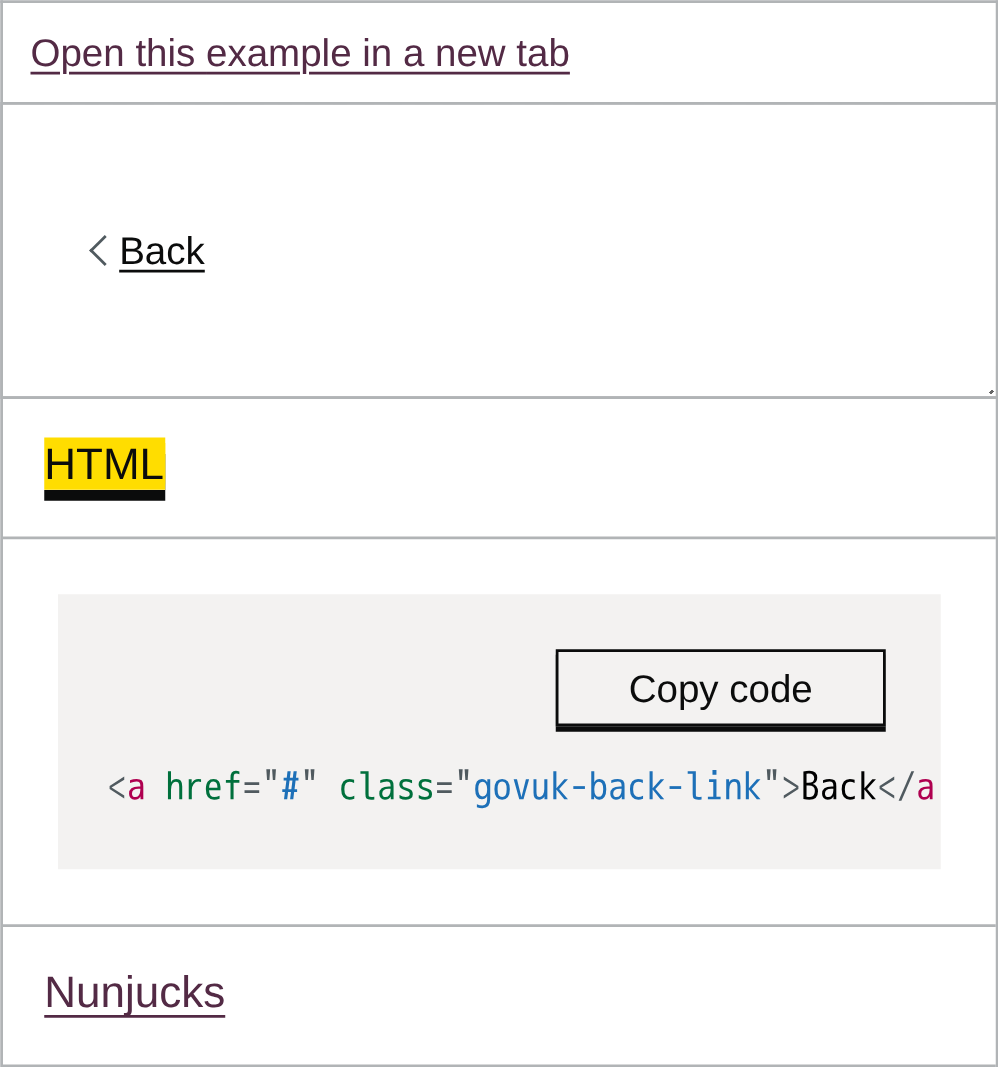 Open this example in a new tab
Back
HTML
Copy code
<a href="#" class="govuk-back-link">Back</a
Nunjucks